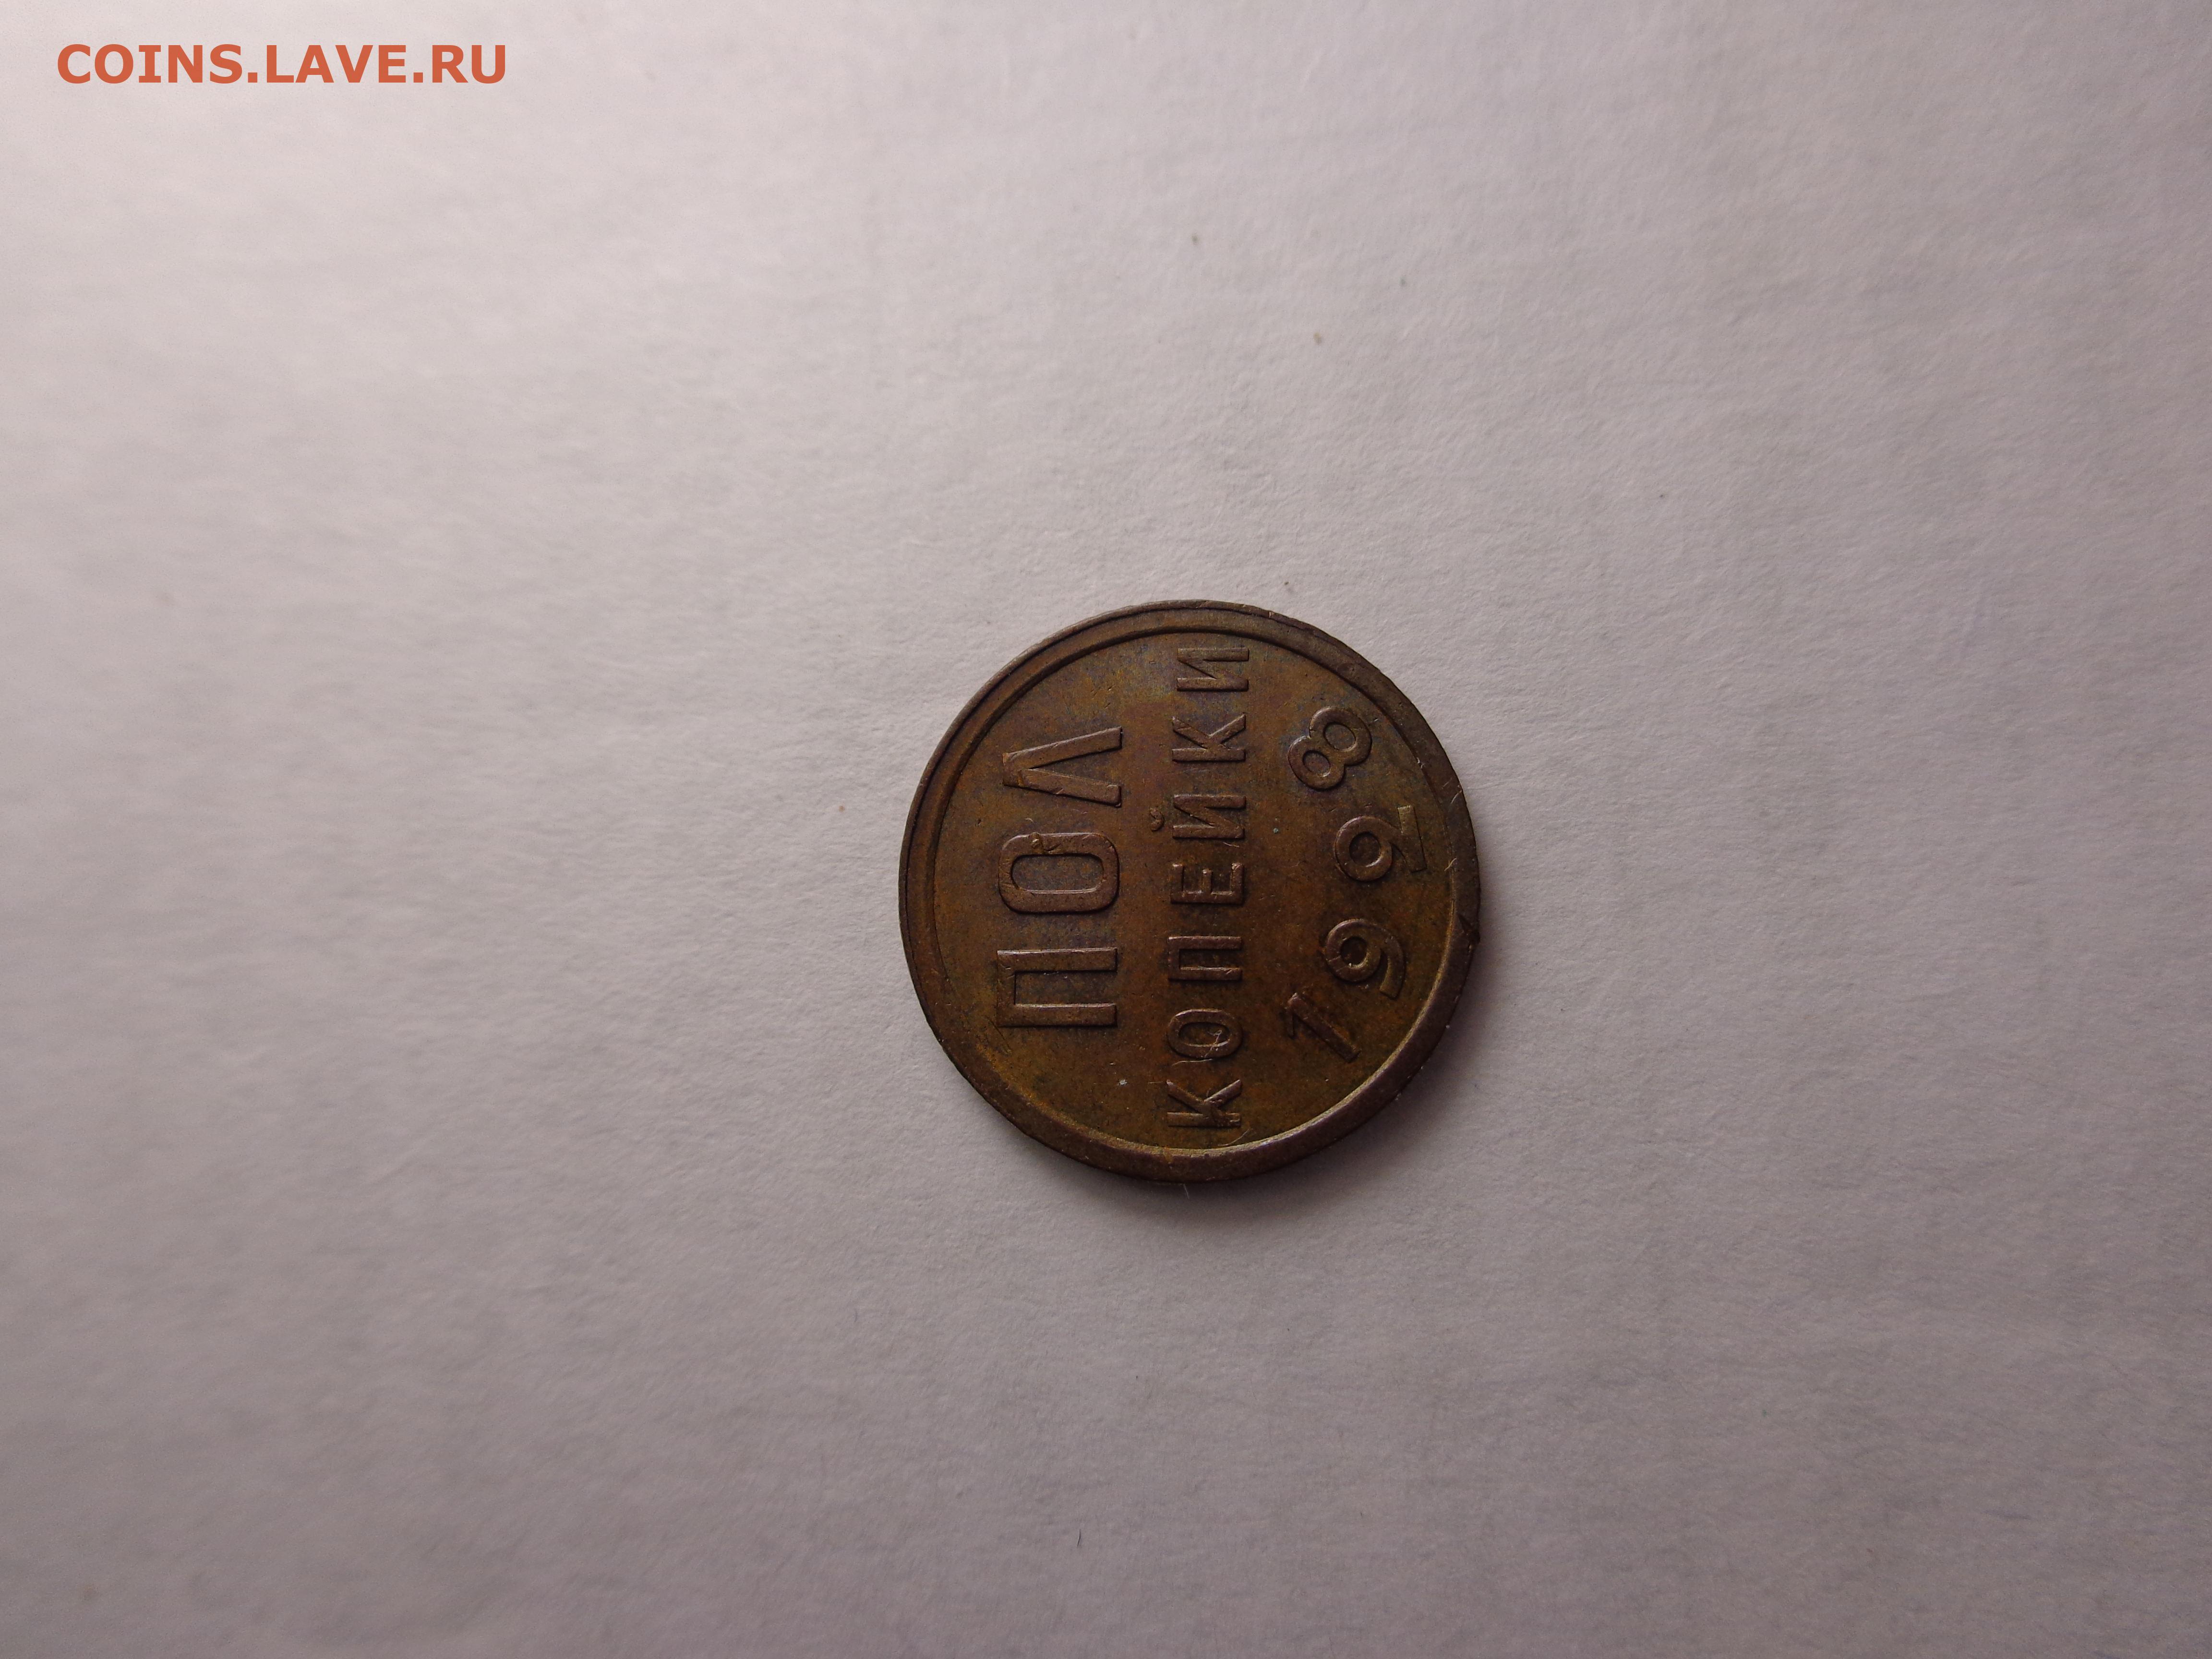 COINS.LAVE.RU
ПОЛ
КОПЕЙКИ
1928